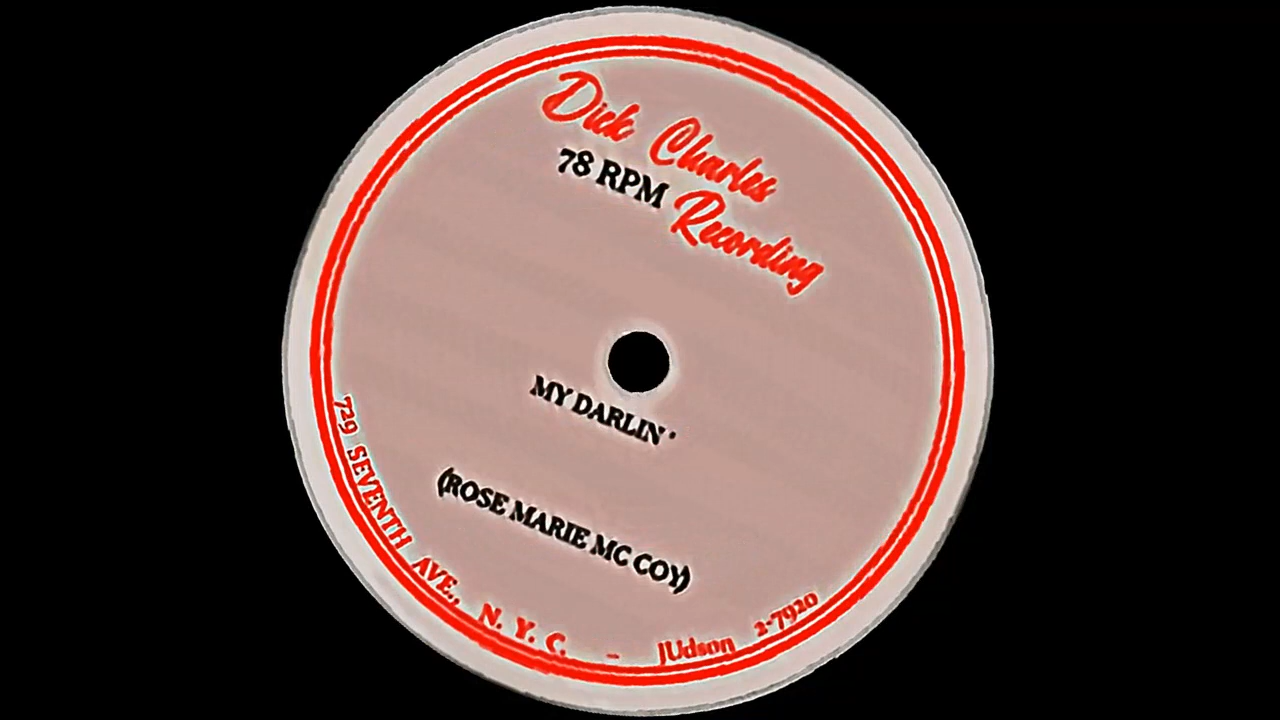 Dick Charles
78 RPM Recording
MY DARLIN'
(ROSE MARIE MC COY)
729 SEVENTH AVE., N. Y. C. - JUdson 2-7920